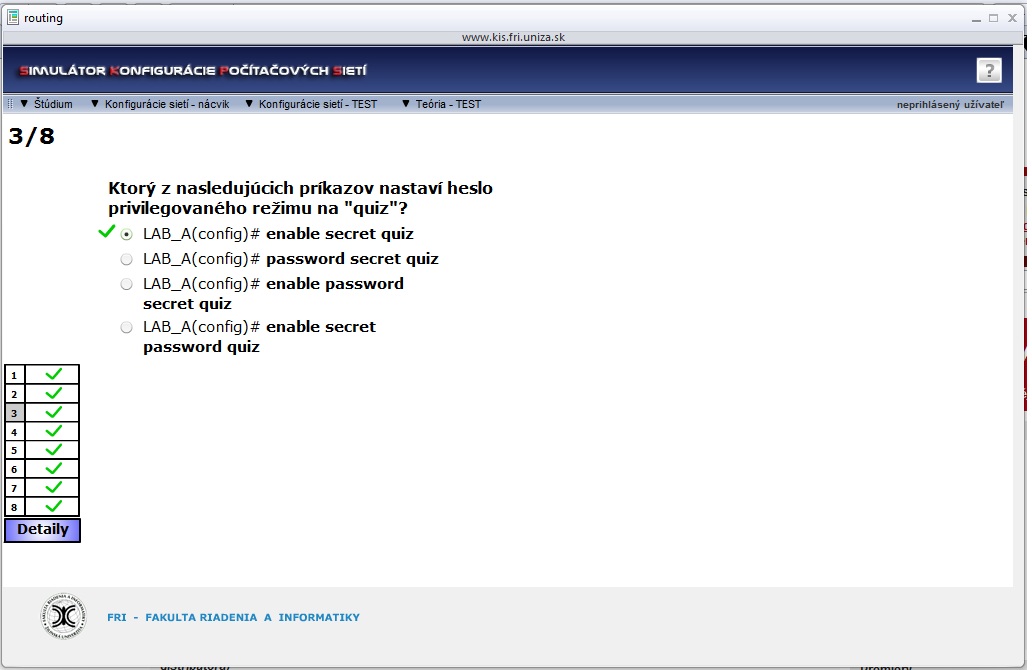 routing
www.kis.fri.uniza.sk
SIMULÁTOR KONFIGURÁCIE POČÍTAČOVÝCH SIETÍ
?
▼ Štúdium ▼ Konfigurácie sietí - nácvik ▼ Konfigurácie sietí - TEST ▼ Teória - TEST neprihlásený užívateľ
3/8
Ktorý z nasledujúcich príkazov nastaví heslo
privilegovaného režimu na "quiz"?
LAB_A(config)# enable secret quiz
LAB_A(config)# password secret quiz
LAB_A(config)# enable password
secret quiz
LAB_A(config)# enable secret
password quiz
1
2
3
4
5
6
7
8
Detaily
FRI - FAKULTA RIADENIA A INFORMATIKY